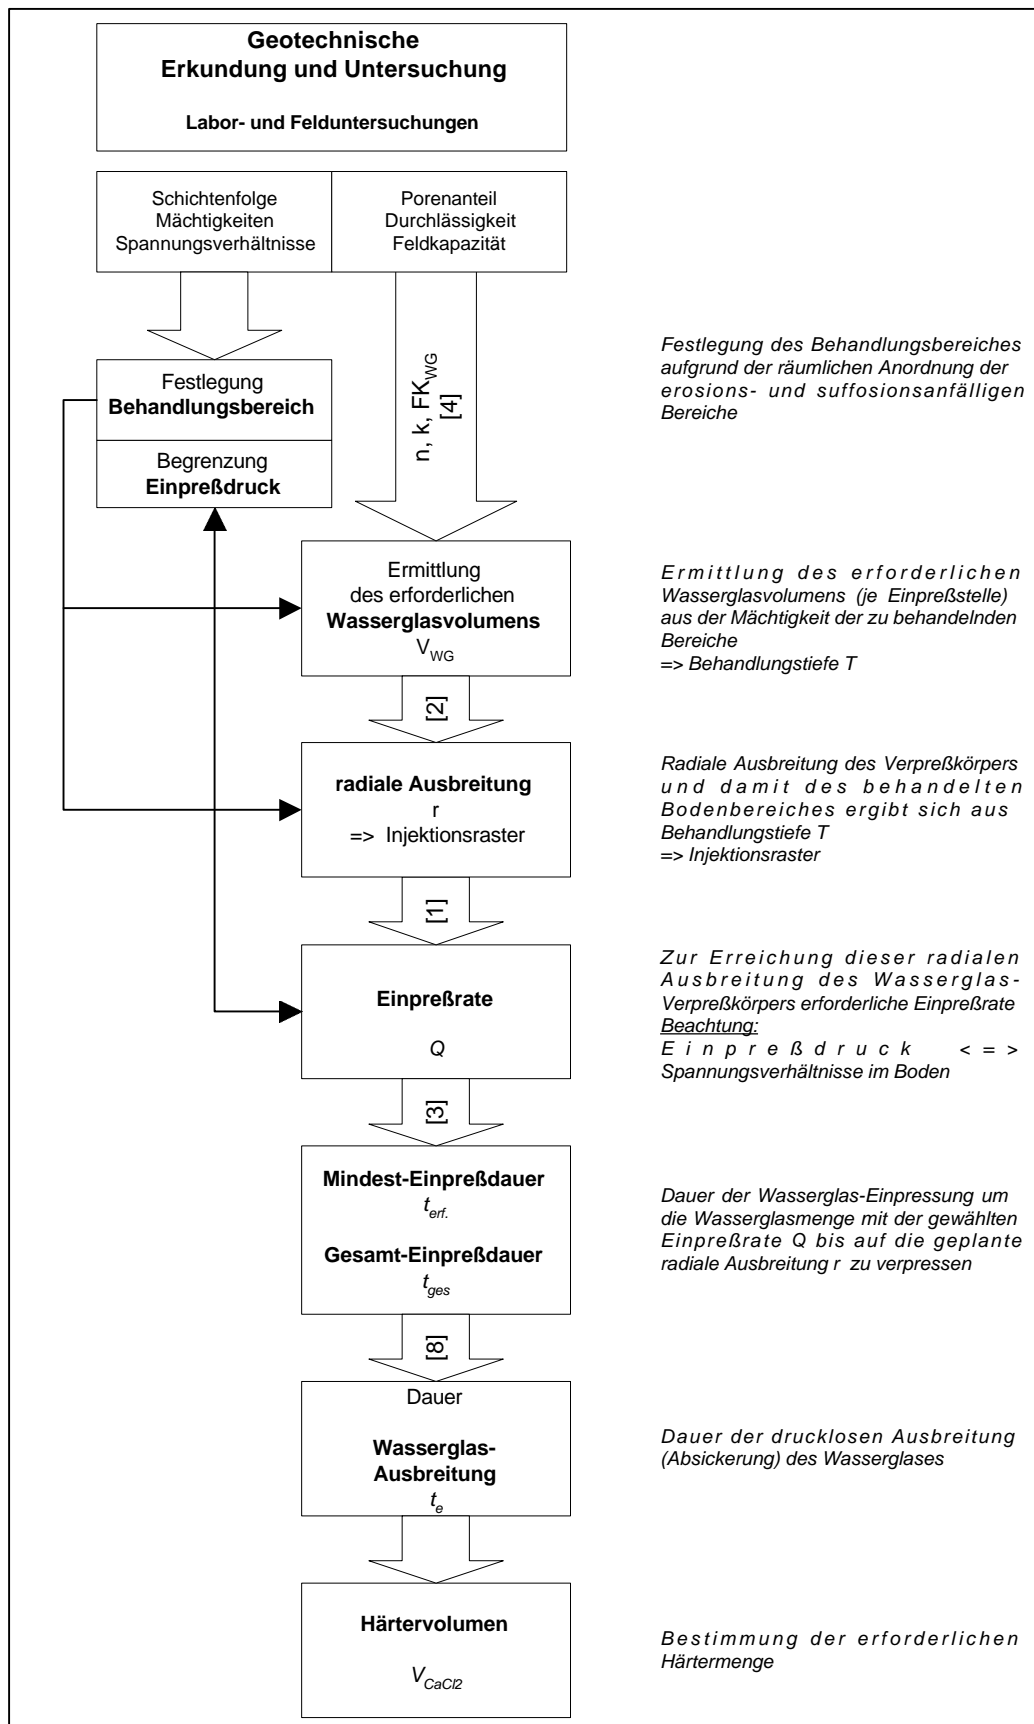 Geotechnische
Erkundung und Untersuchung
Labor- und Felduntersuchungen
Schichtenfolge
Mächtigkeiten
Spannungsverhältnisse
Porenanteil
Durchlässigkeit
Feldkapazität
n, k, FK_WG
[4]
Festlegung
Behandlungsbereich
Begrenzung
Einpreßdruck
Festlegung des Behandlungsbereiches
aufgrund der räumlichen Anordnung der
erosions- und suffosionsanfälligen
Bereiche
Ermittlung
des erforderlichen
Wasserglasvolumens
V_WG
Ermittlung des erforderlichen
Wasserglasvolumens (je Einpreßstelle)
aus der Mächtigkeit der zu behandelnden
Bereiche
=> Behandlungstiefe T
[2]
radiale Ausbreitung
r
=> Injektionsraster
Radiale Ausbreitung des Verpreßkörpers
und damit des behandelten
Bodenbereiches ergibt sich aus
Behandlungstiefe T
=> Injektionsraster
[1]
Einpreßrate
Q
Zur Erreichung dieser radialen
Ausbreitung des Wasserglas-
Verpreßkörpers erforderliche Einpreßrate
Beachtung:
Einpreßdruck <=>
Spannungsverhältnisse im Boden
[3]
Mindest-Einpreßdauer
t_erf.
Gesamt-Einpreßdauer
t_ges
Dauer der Wasserglas-Einpressung um
die Wasserglasmenge mit der gewählten
Einpreßrate Q bis auf die geplante
radiale Ausbreitung r zu verpressen
[8]
Dauer
Wasserglas-
Ausbreitung
t_e
Dauer der drucklosen Ausbreitung
(Absickerung) des Wasserglases
Härtervolumen
V_CaCl2
Bestimmung der erforderlichen
Härtermenge